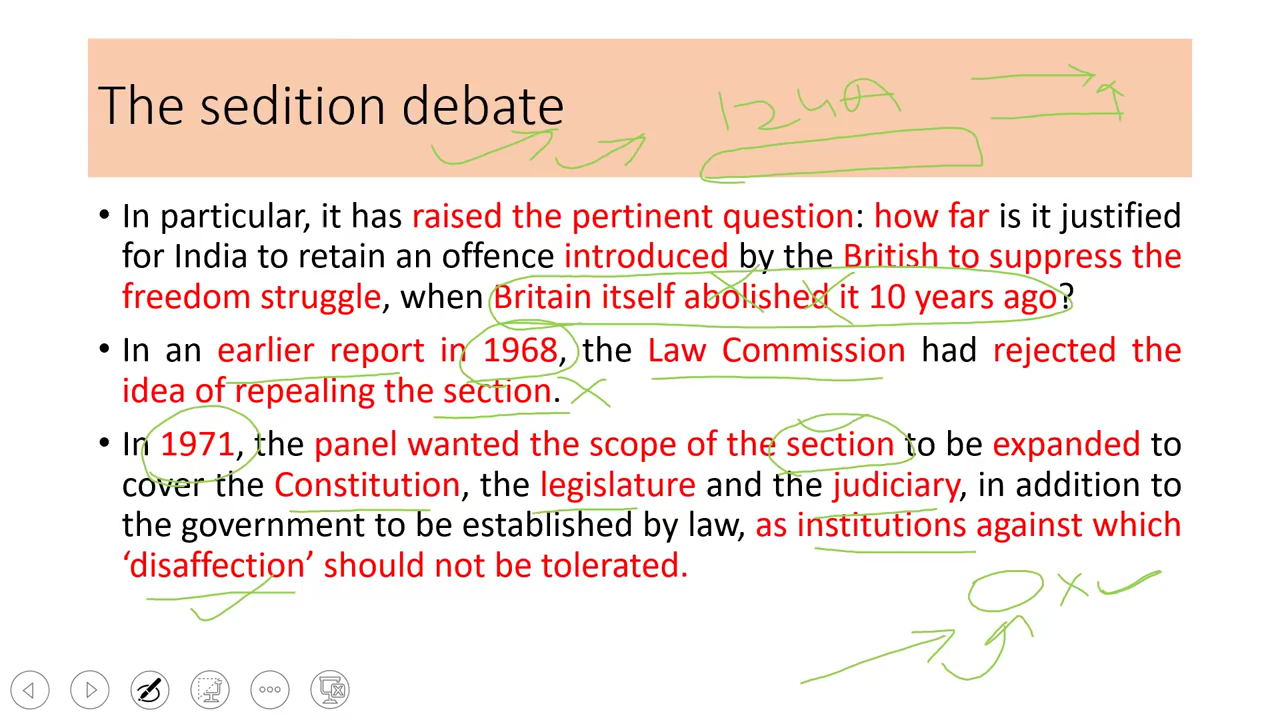 The sedition debate
124A
• In particular, it has raised the pertinent question: how far is it justified
for India to retain an offence introduced by the British to suppress the
freedom struggle, when Britain itself abolished it 10 years ago?
• In an earlier report in 1968, the Law Commission had rejected the
idea of repealing the section.
• In 1971, the panel wanted the scope of the section to be expanded to
cover the Constitution, the legislature and the judiciary, in addition to
the government to be established by law, as institutions against which
‘disaffection’ should not be tolerated.